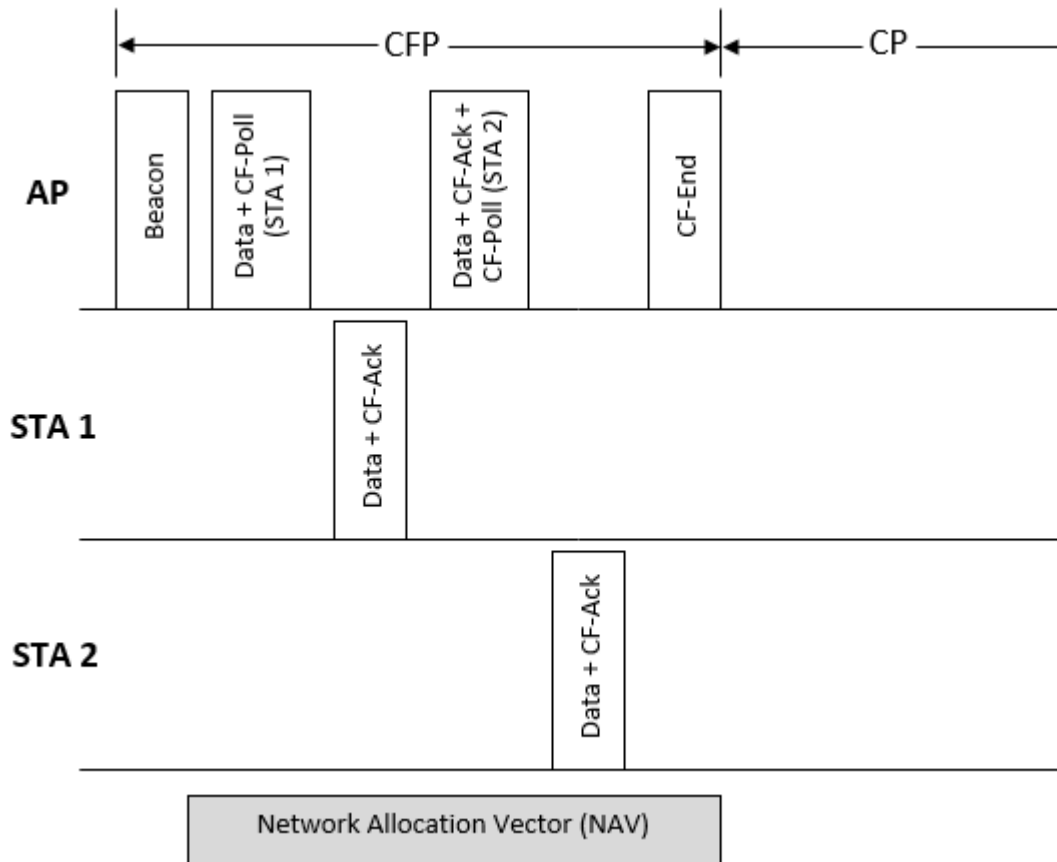 CFP
CP
AP
Beacon
Data + CF-Poll
(STA 1)
Data + CF-Ack +
CF-Poll (STA 2)
CF-End
STA 1
Data + CF-Ack
STA 2
Data + CF-Ack
Network Allocation Vector (NAV)